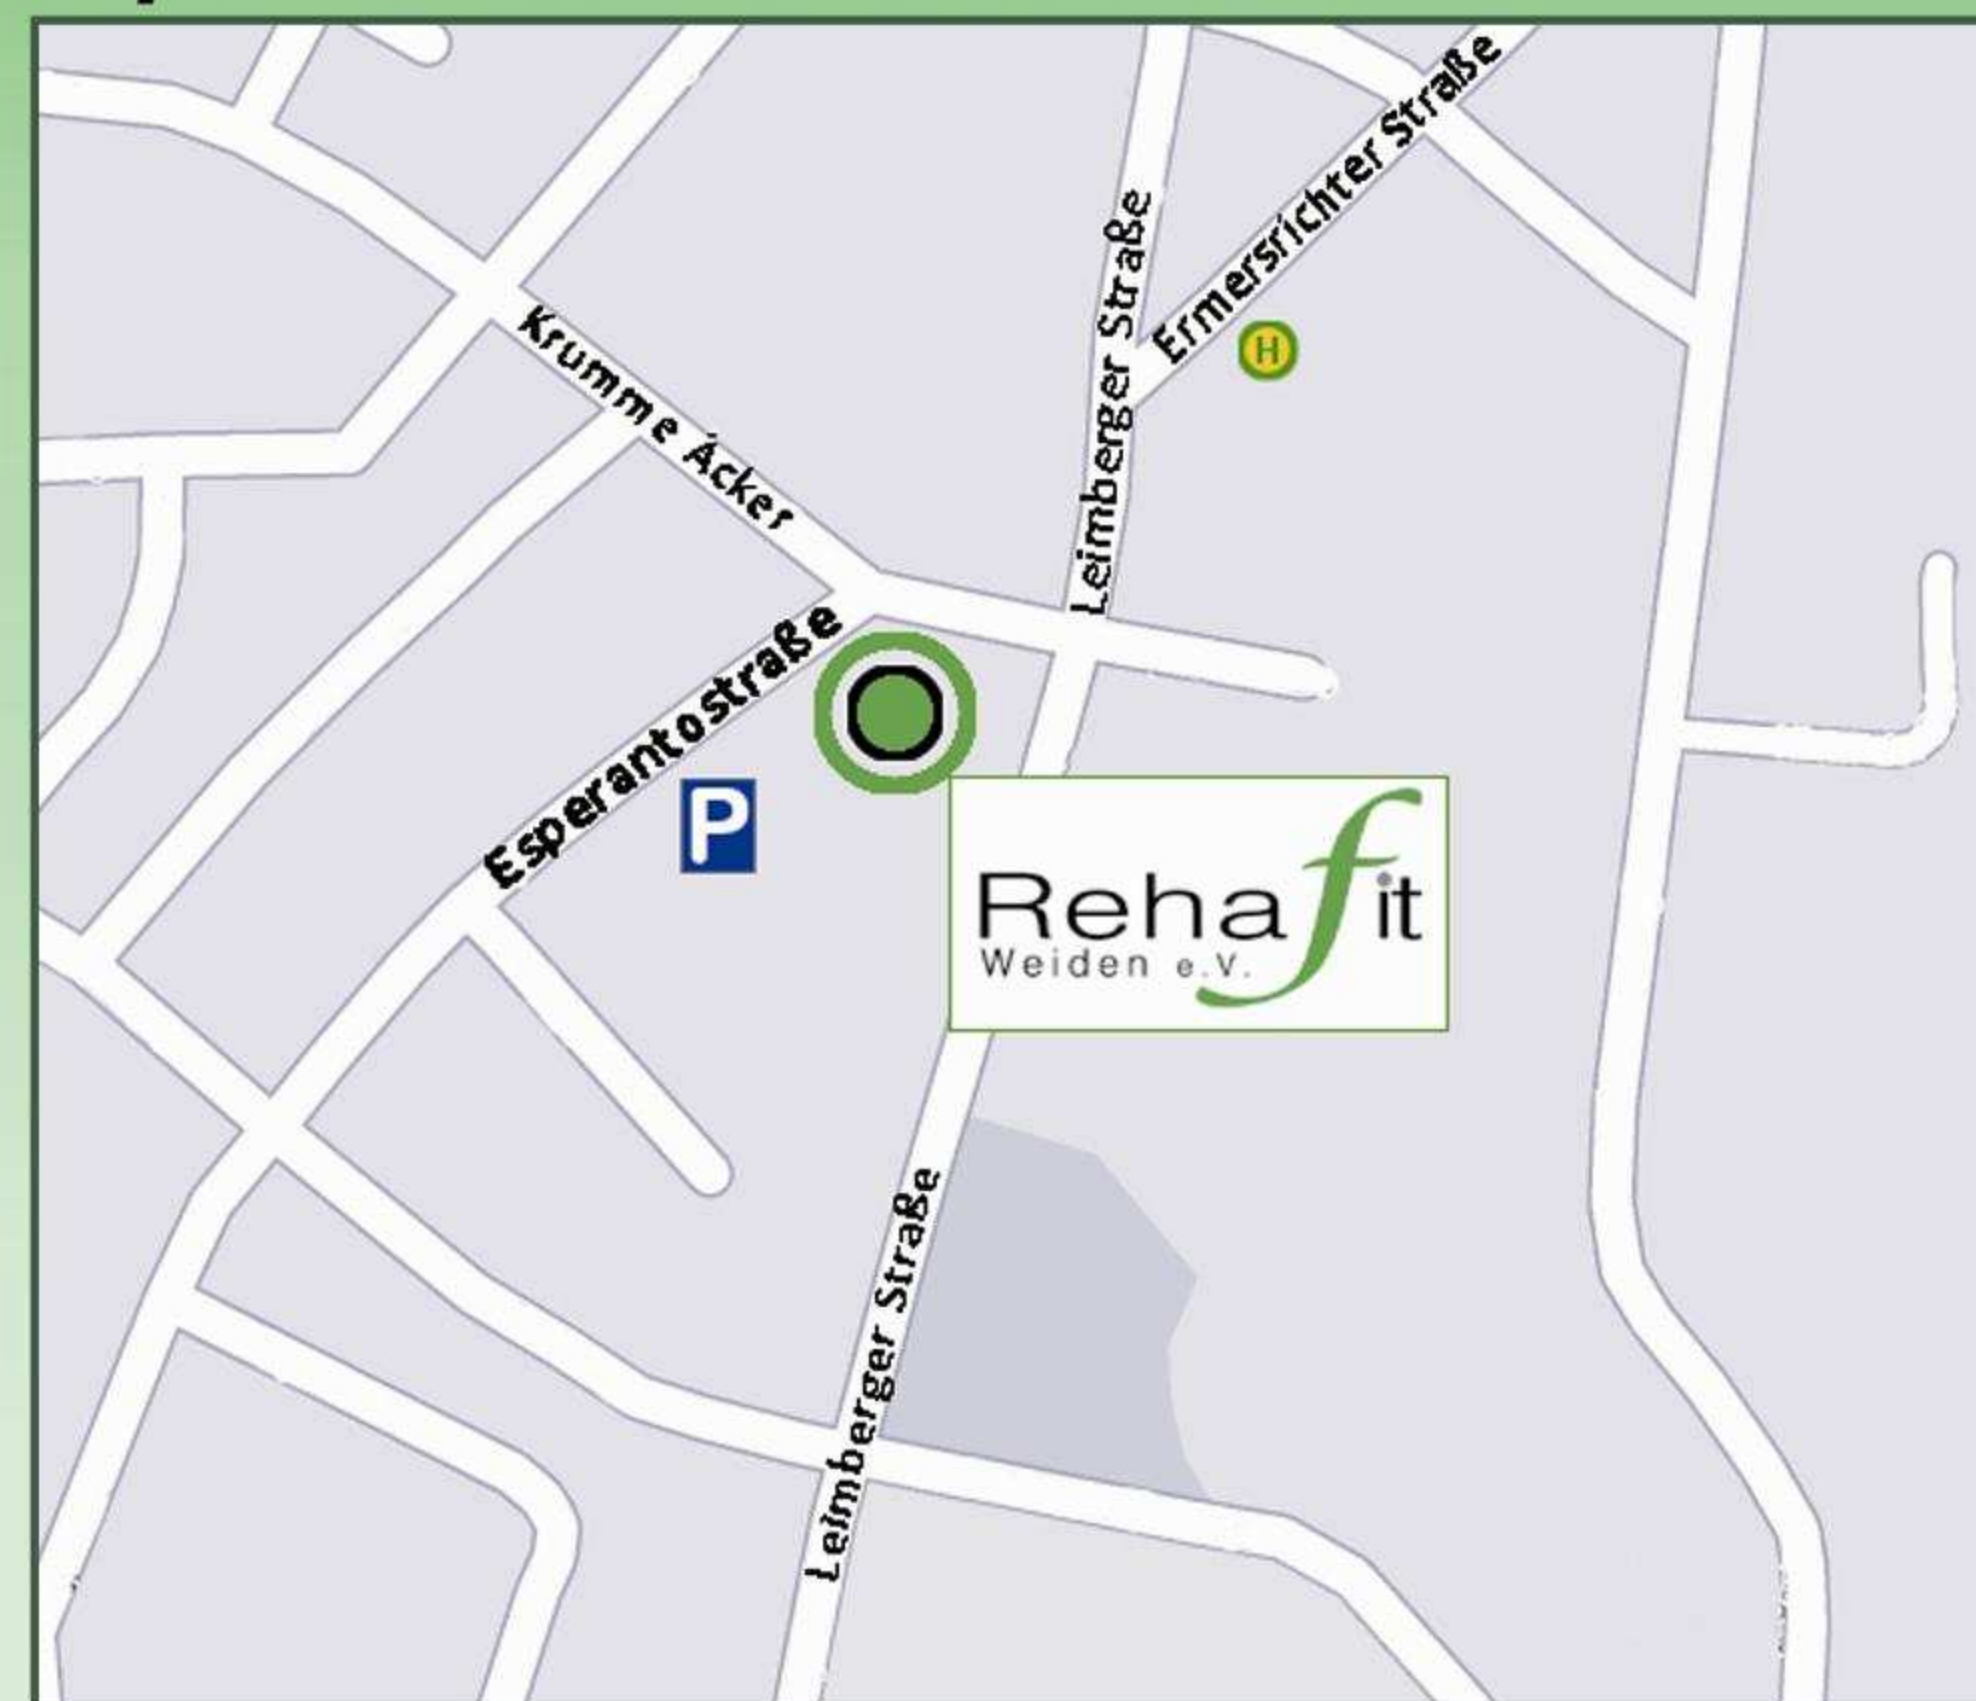 Ermersrichter Straße
Leimberger Straße
H
Krumme Äcker
Esperantostraße
P
Rehafit
Weiden e.V.
Leimberger Straße